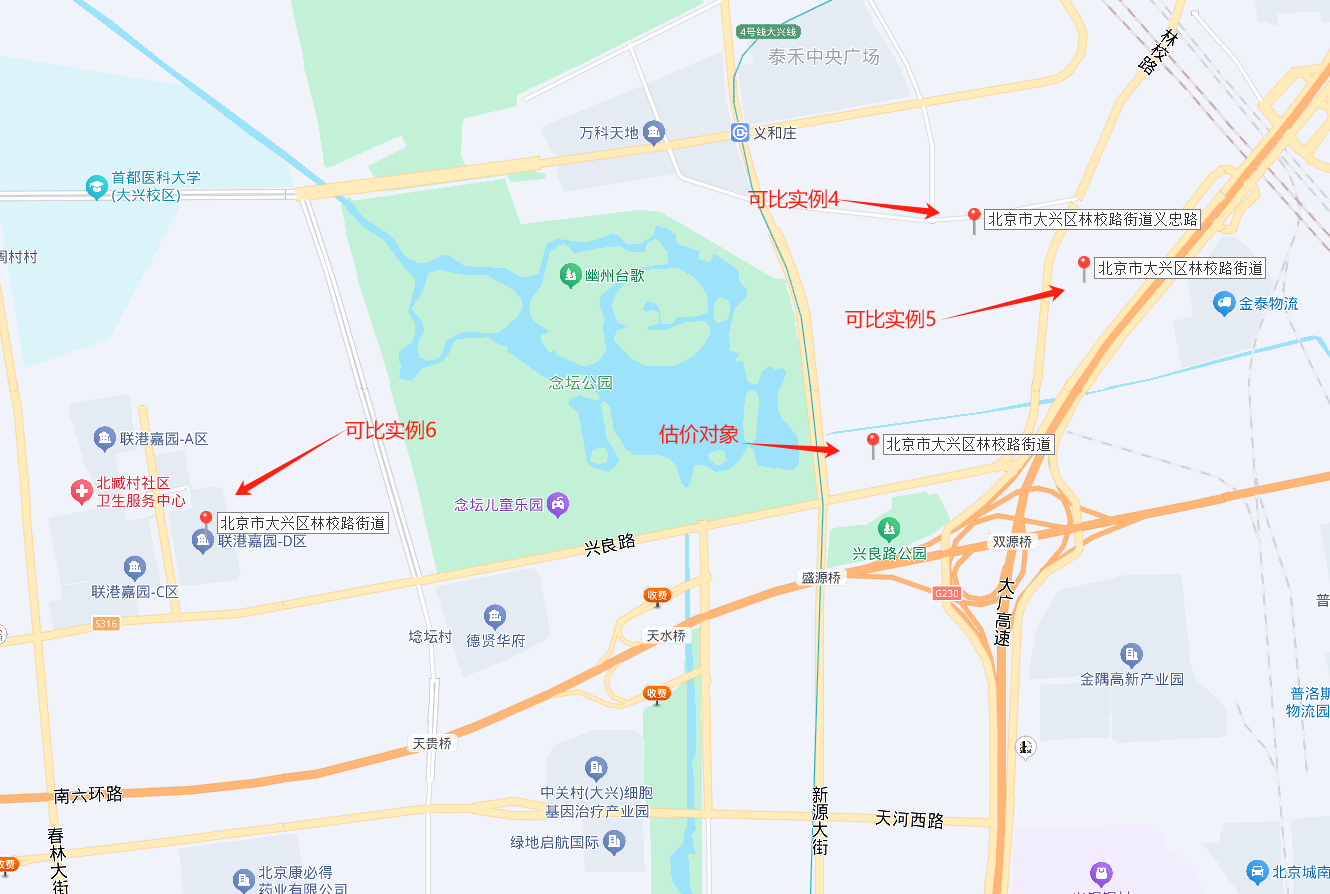 4号线大兴线
泰禾中央广场
林校路
万科天地
义和庄
首都医科大学
(大兴校区)
可比实例4
北京市大兴区林校路街道义忠路
周村村
北京市大兴区林校路街道
幽州台歌
金泰物流
可比实例5
念坛公园
可比实例6
估价对象
联港嘉园-A区
北京市大兴区林校路街道
北臧村社区
卫生服务中心
念坛儿童乐园
北京市大兴区林校路街道
联港嘉园-D区
兴良路
双源桥
兴良路公园
盛源桥
联港嘉园-C区
G230
收费
大广高速
S316
埝坛村
德贤华府
天水桥
普
金隅高新产业园
收费
普洛斯
物流园
天贵桥
南六环路
中关村(大兴)细胞
基因治疗产业园
新源大街
天河西路
绿地启航国际
春林大街
收费
北京康必得
药业有限公司
北京城南